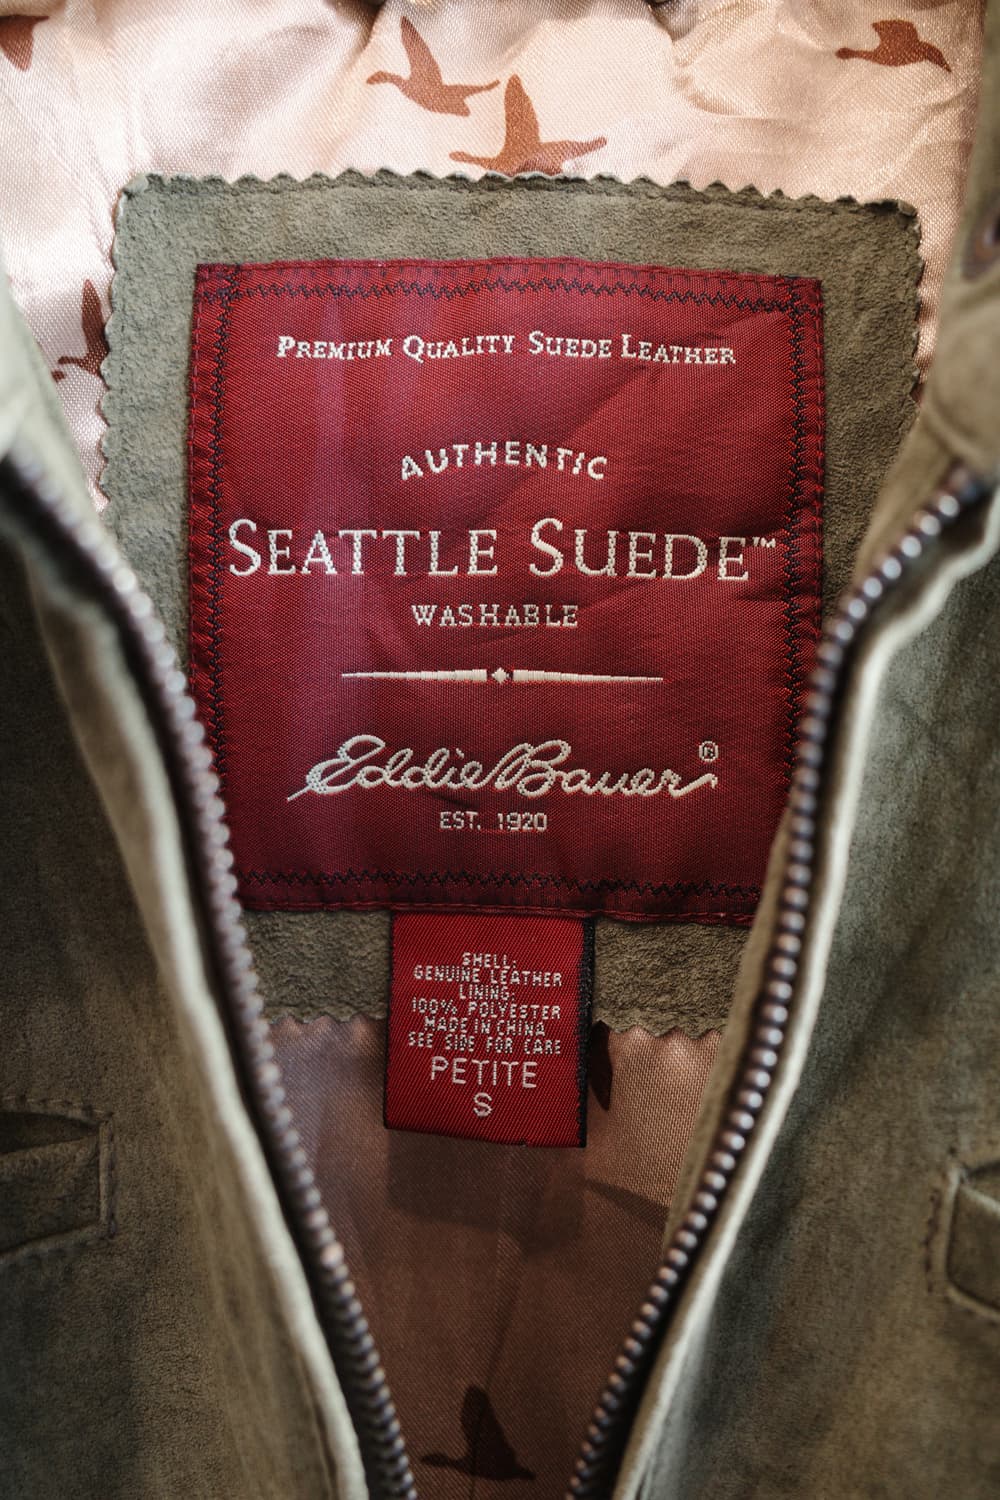 PREMIUM QUALITY SUEDE LEATHER
AUTHENTIC
SEATTLE SUEDE™
WASHABLE
Eddie Bauer®
EST. 1920
SHELL:
GENUINE LEATHER
LINING:
100% POLYESTER
MADE IN CHINA
SEE SIDE FOR CARE
PETITE
S